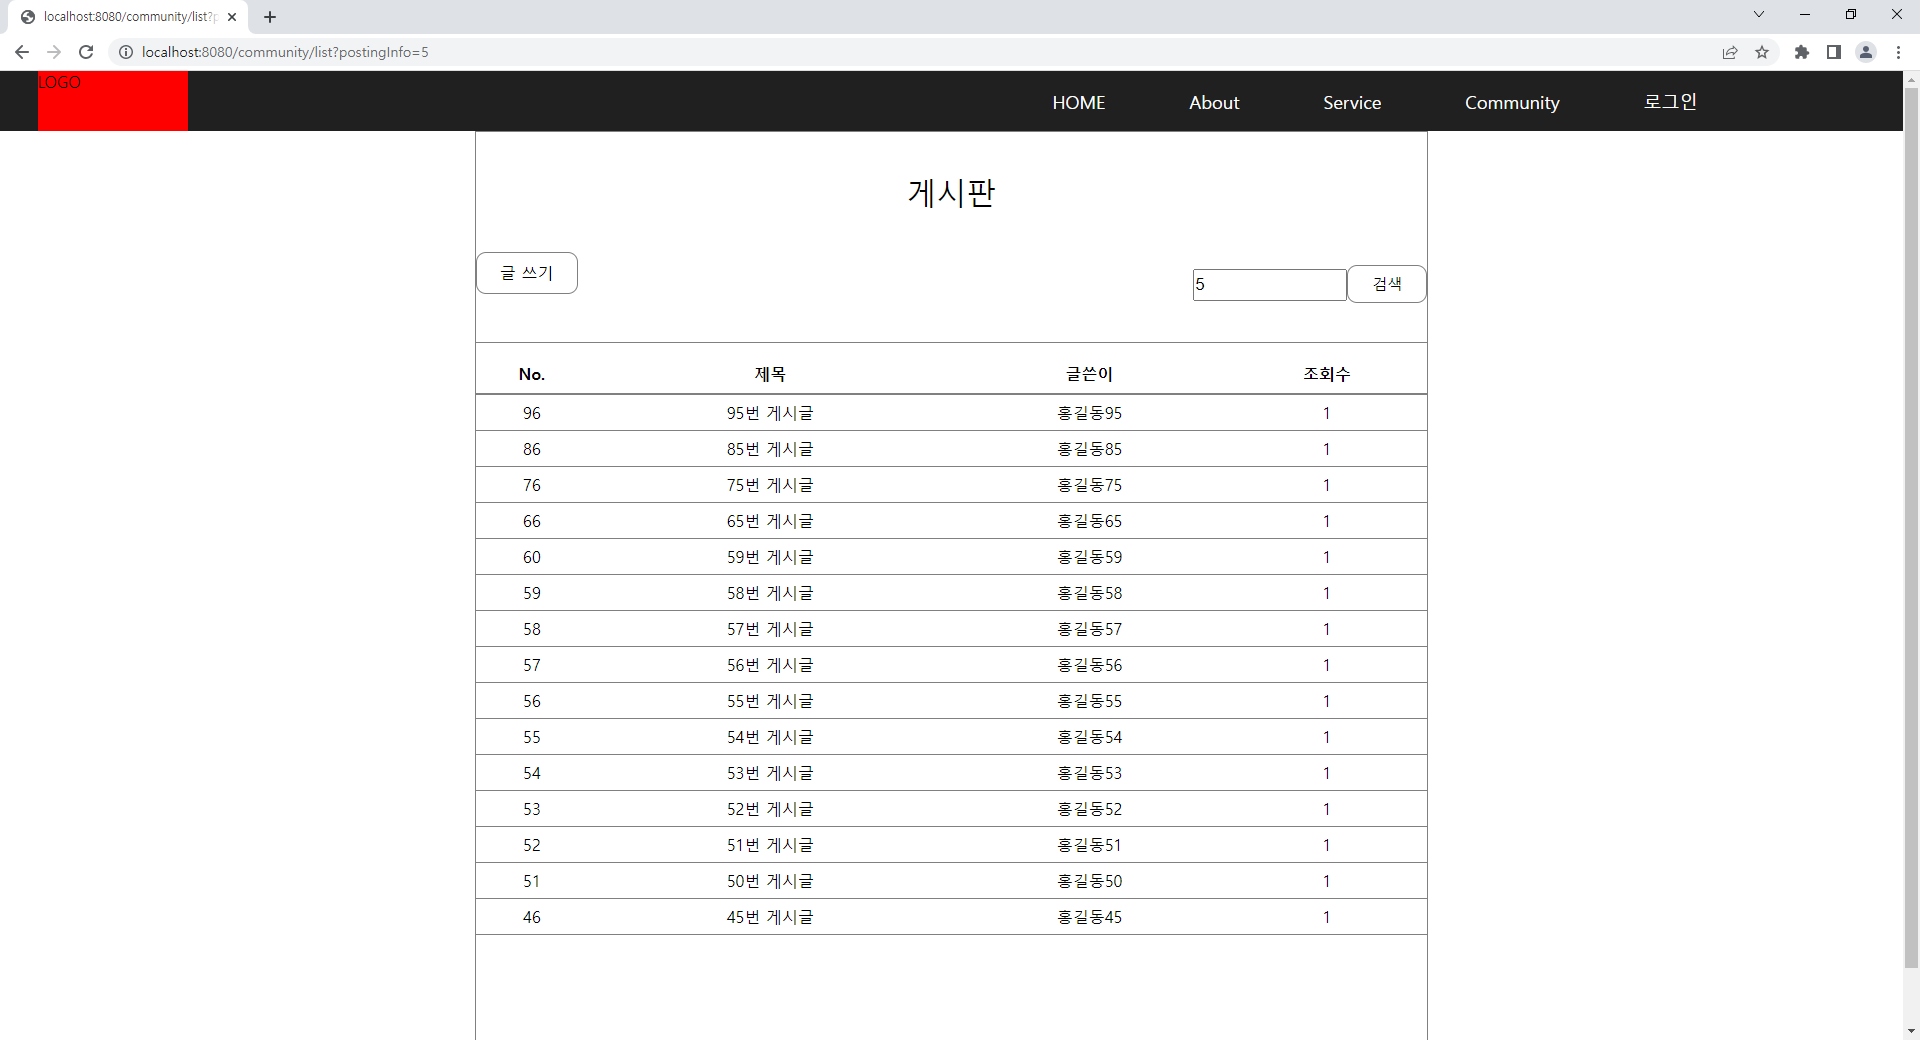 localhost:8080/community/list?p
localhost:8080/community/list?postingInfo=5
LOGO
HOME About Service Community 로그인
게시판
글 쓰기
5 검색
No. 제목 글쓴이 조회수
96 95번 게시글 홍길동95 1
86 85번 게시글 홍길동85 1
76 75번 게시글 홍길동75 1
66 65번 게시글 홍길동65 1
60 59번 게시글 홍길동59 1
59 58번 게시글 홍길동58 1
58 57번 게시글 홍길동57 1
57 56번 게시글 홍길동56 1
56 55번 게시글 홍길동55 1
55 54번 게시글 홍길동54 1
54 53번 게시글 홍길동53 1
53 52번 게시글 홍길동52 1
52 51번 게시글 홍길동51 1
51 50번 게시글 홍길동50 1
46 45번 게시글 홍길동45 1